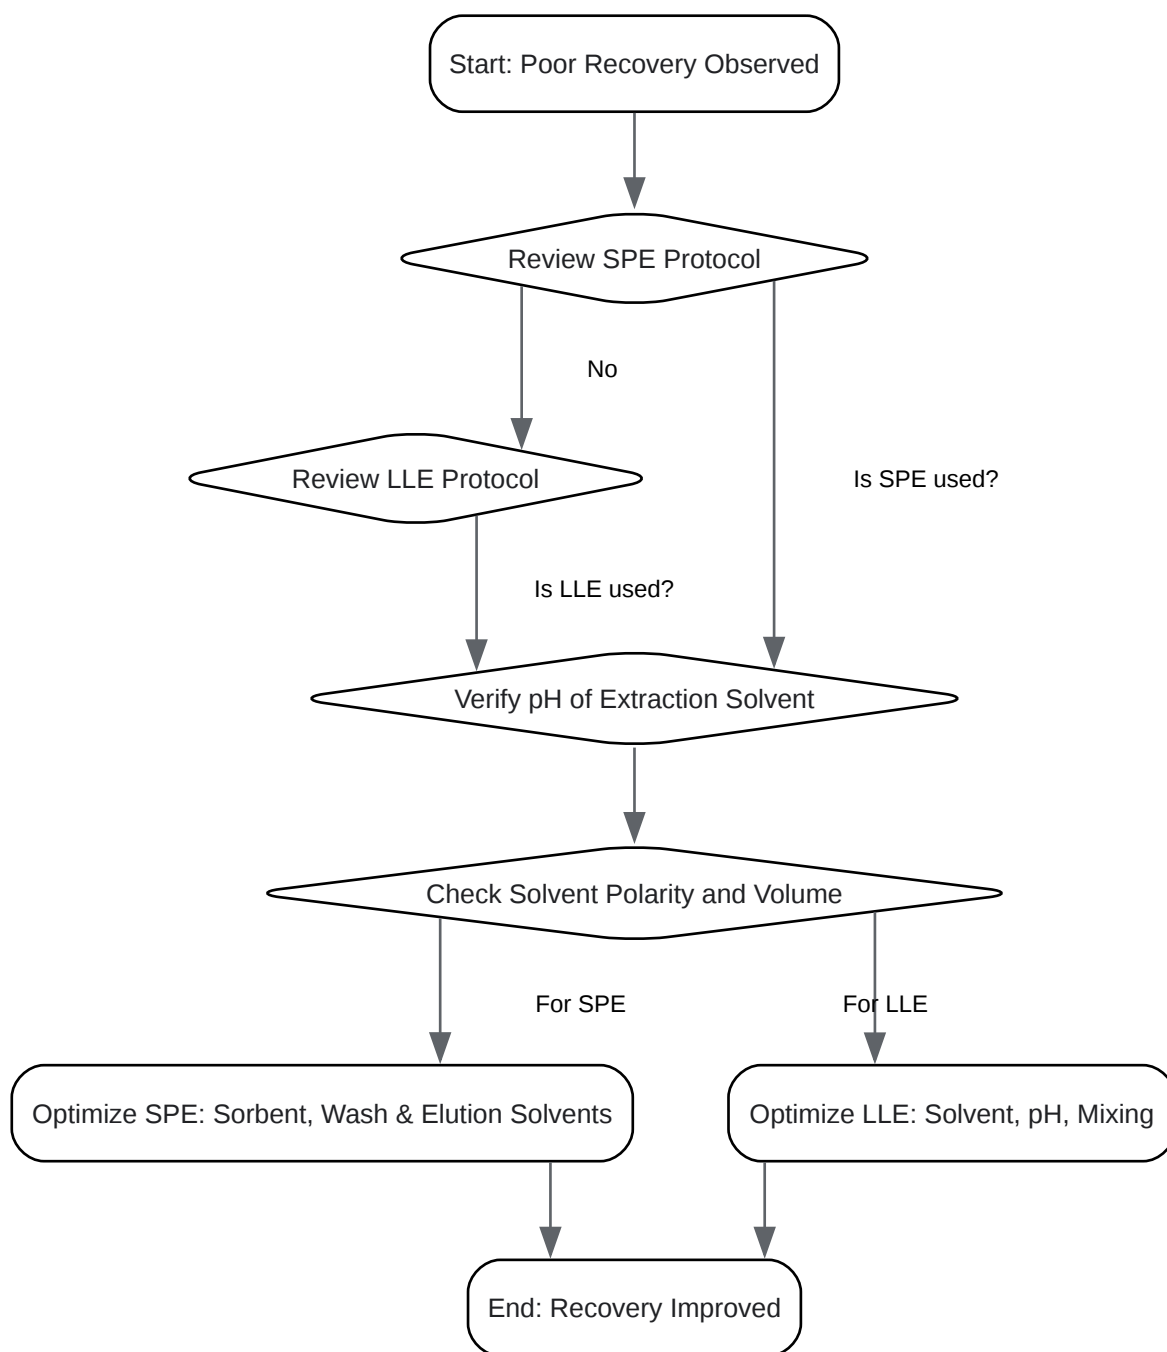 Start: Poor Recovery Observed
Review SPE Protocol
No
Review LLE Protocol
Is SPE used?
Is LLE used?
Verify pH of Extraction Solvent
Check Solvent Polarity and Volume
For SPE
For LLE
Optimize SPE: Sorbent, Wash & Elution Solvents
Optimize LLE: Solvent, pH, Mixing
End: Recovery Improved